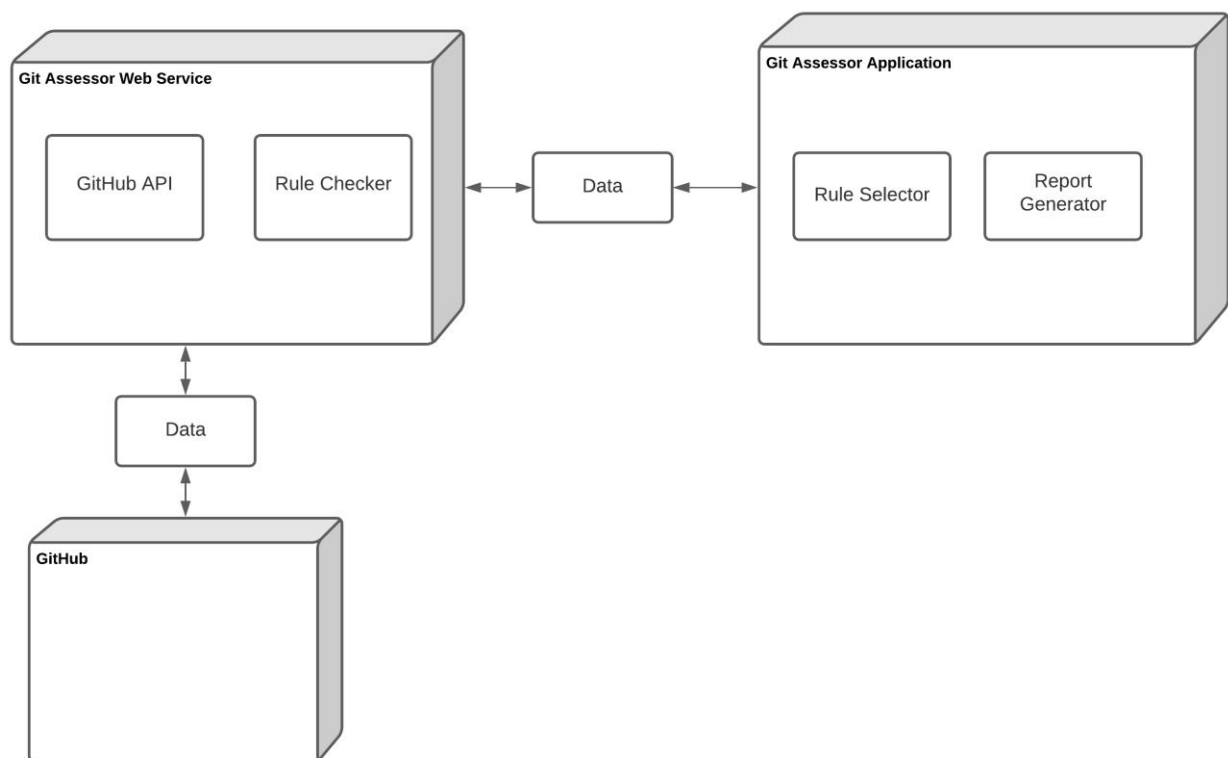 Git Assessor Web Service
GitHub API
Rule Checker
Data
Git Assessor Application
Rule Selector
Report
Generator
Data
GitHub